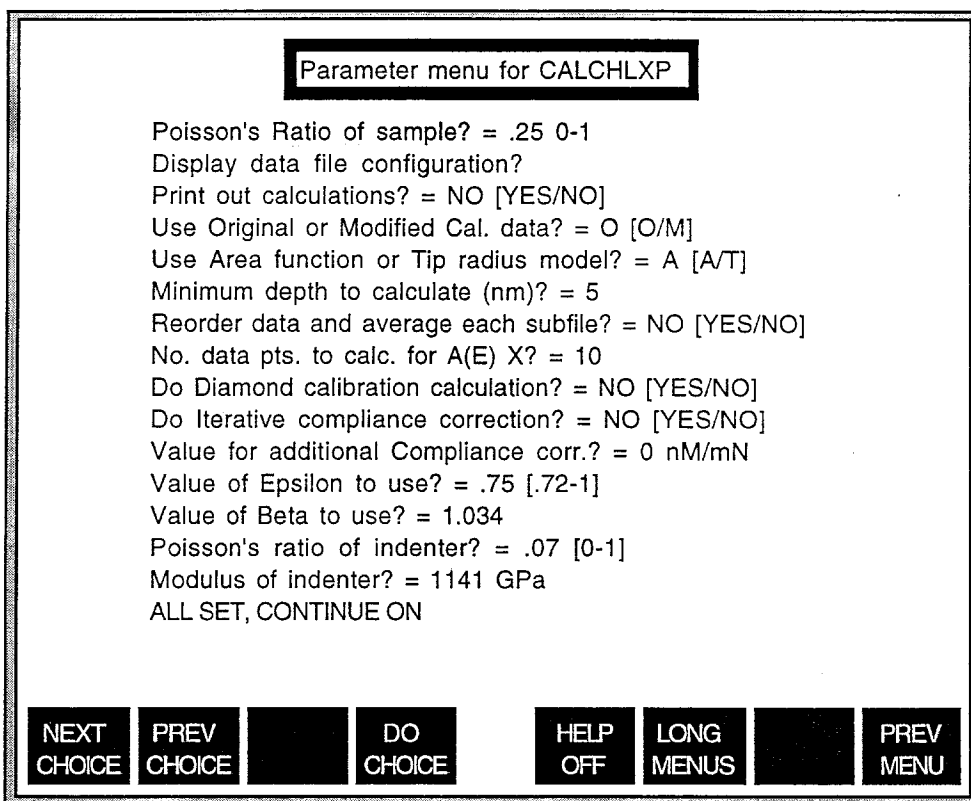 Parameter menu for CALCHLXP
Poisson's Ratio of sample? = .25 0-1
Display data file configuration?
Print out calculations? = NO [YES/NO]
Use Original or Modified Cal. data? = O [O/M]
Use Area function or Tip radius model? = A [A/T]
Minimum depth to calculate (nm)? = 5
Reorder data and average each subfile? = NO [YES/NO]
No. data pts. to calc. for A(E) X? = 10
Do Diamond calibration calculation? = NO [YES/NO]
Do Iterative compliance correction? = NO [YES/NO]
Value for additional Compliance corr.? = 0 nM/mN
Value of Epsilon to use? = .75 [.72-1]
Value of Beta to use? = 1.034
Poisson's ratio of indenter? = .07 [0-1]
Modulus of indenter? = 1141 GPa
ALL SET, CONTINUE ON
NEXT CHOICE
PREV CHOICE
DO CHOICE
HELP OFF
LONG MENUS
PREV MENU